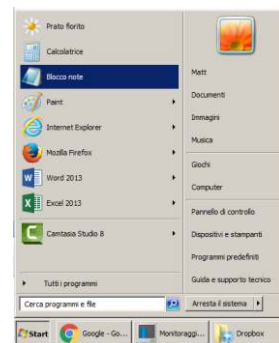 Prato fiorito
Calcolatrice
Blocco note
Paint
Internet Explorer
Mozilla Firefox
Word 2013
Excel 2013
Camtasia Studio 8
Tutti i programmi
Cerca programmi e file
Matt
Documenti
Immagini
Musica
Giochi
Computer
Pannello di controllo
Dispositivi e stampanti
Programmi predefiniti
Guida e supporto tecnico
Arresta il sistema
Start
Google - Go...
Monitoraggi...
Dropbox